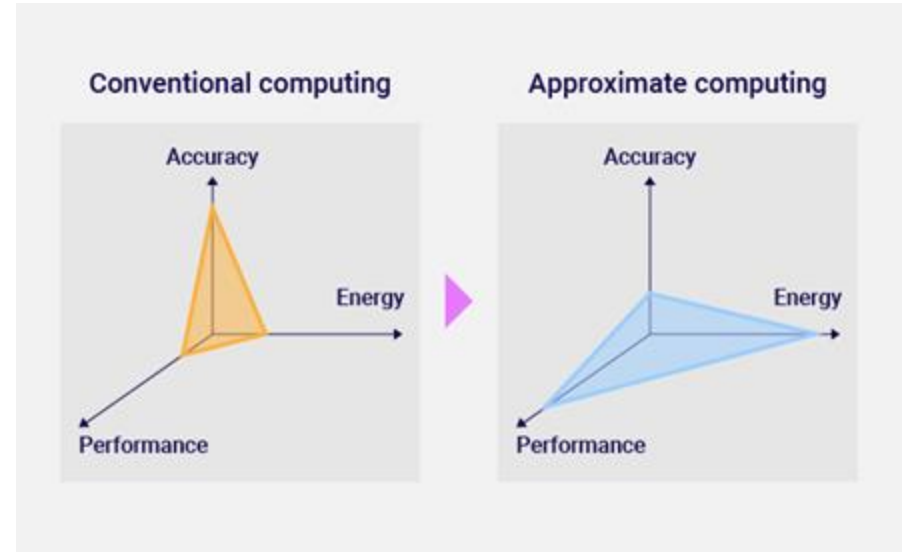 Conventional computing
Approximate computing
Accuracy
Energy
Performance
Accuracy
Energy
Performance